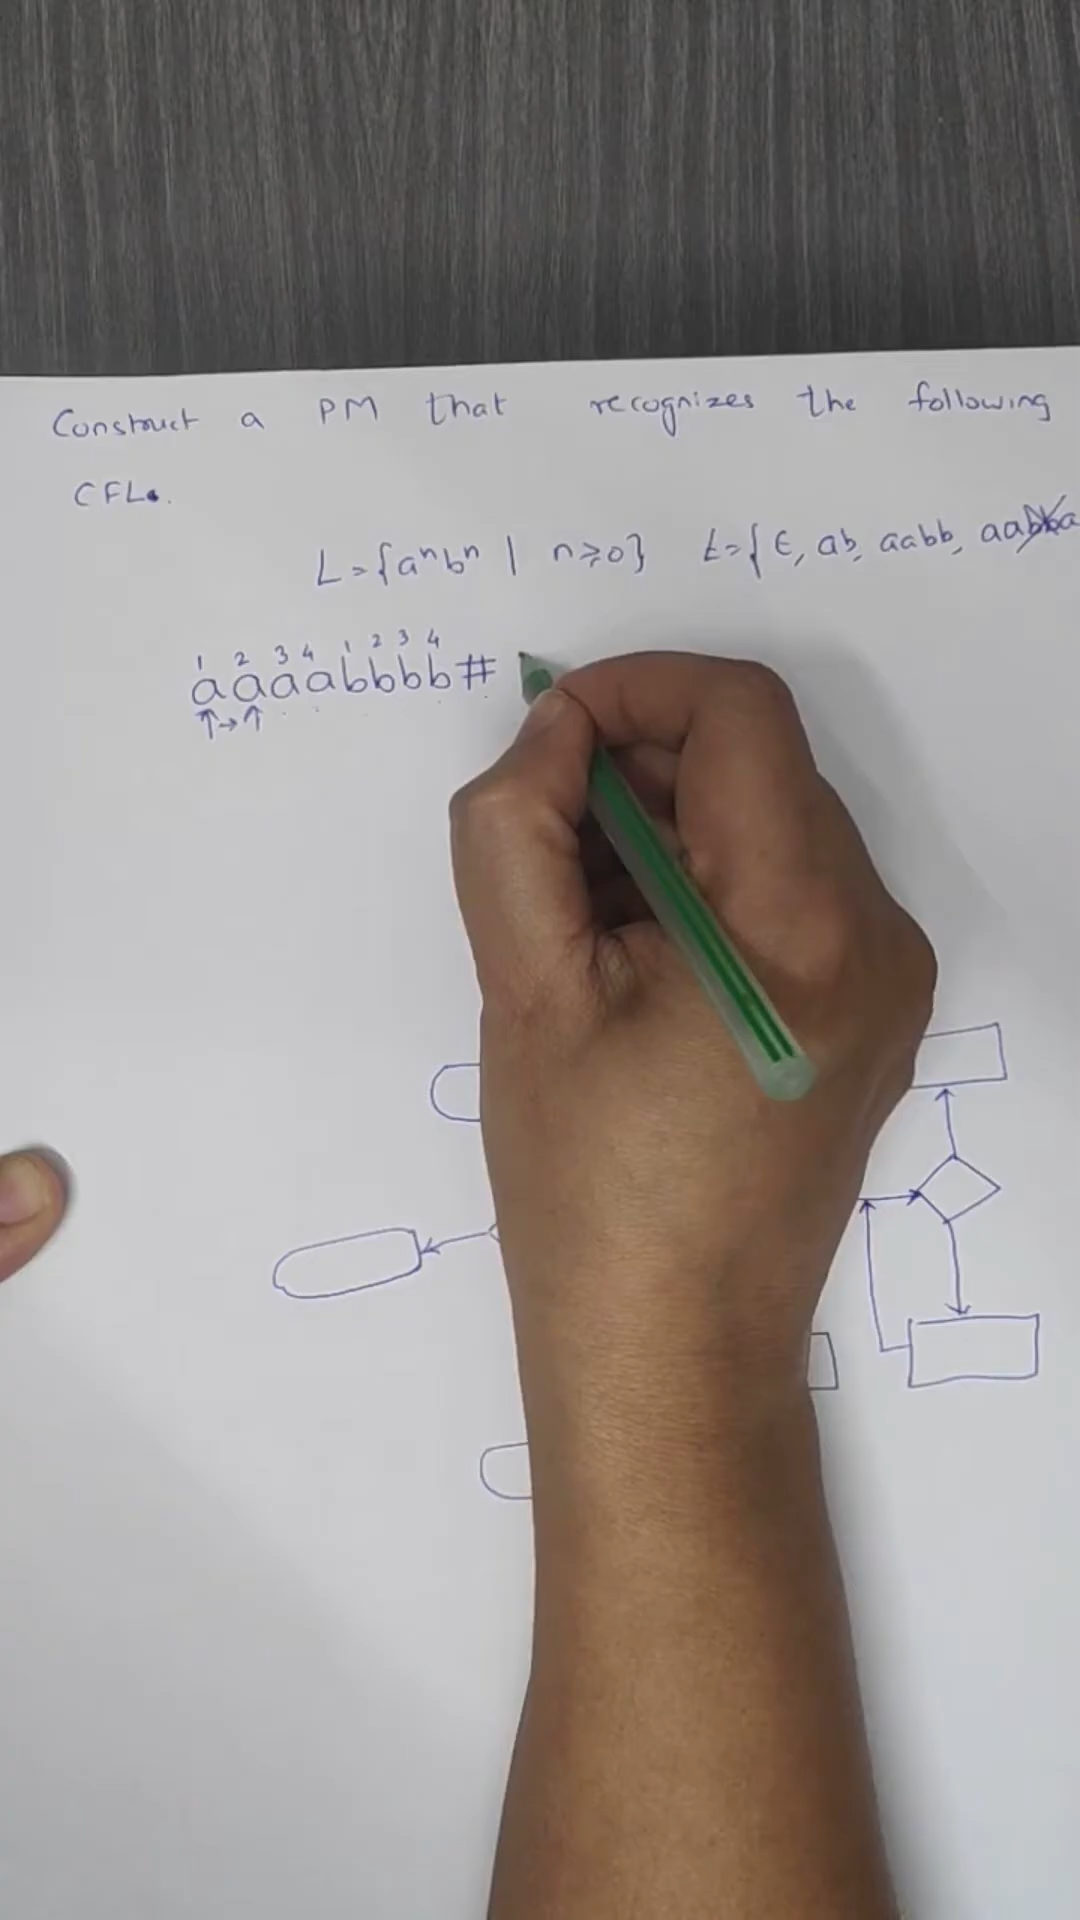 Construct a PM that recognizes the following
CFL.
L = {aⁿbⁿ | n≥0} L = {ε, ab, aabb,
1 2 3 4 1 2 3 4
a a a a b b b b #
↑→↑